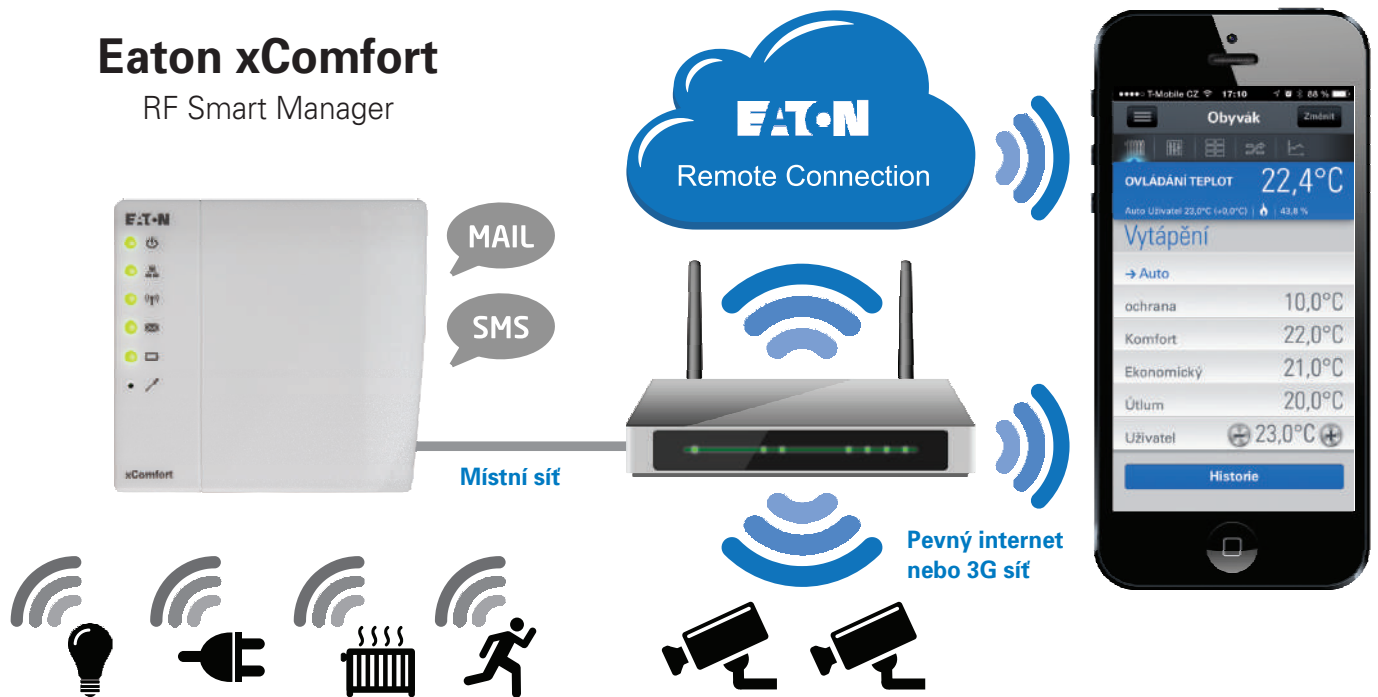 Eaton xComfort
RF Smart Manager
EATON
xComfort
MAIL
SMS
Místní síť
EATON
Remote Connection
Pevný internet
nebo 3G síť
T-Mobile CZ 17:10 88 %
Obyvák
Změnit
OVLÁDÁNÍ TEPLOT 22,4°C
Auto Uživatel 23,0°C (+0,0°C) | 43,8 %
Vytápění
→ Auto
ochrana 10,0°C
Komfort 22,0°C
Ekonomický 21,0°C
Útlum 20,0°C
Uživatel 23,0°C
Historie